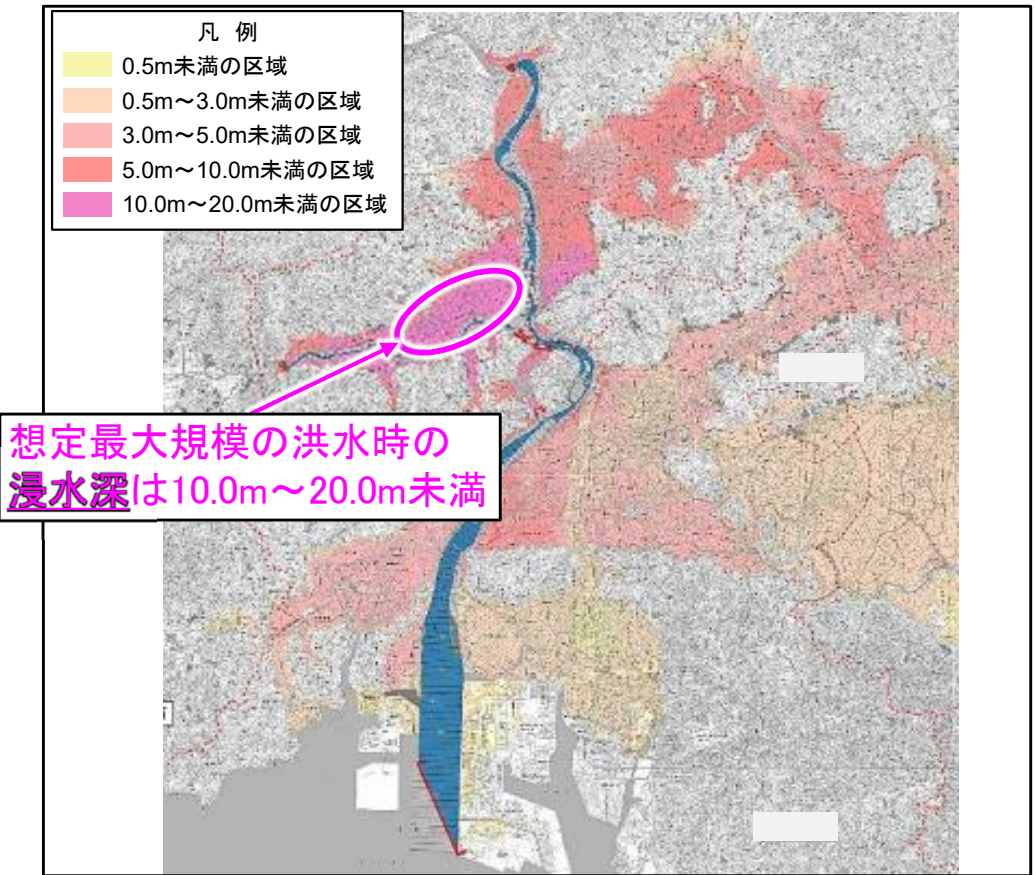 凡 例
0.5m未満の区域
0.5m～3.0m未満の区域
3.0m～5.0m未満の区域
5.0m～10.0m未満の区域
10.0m～20.0m未満の区域
想定最大規模の洪水時の
浸水深は10.0m～20.0m未満